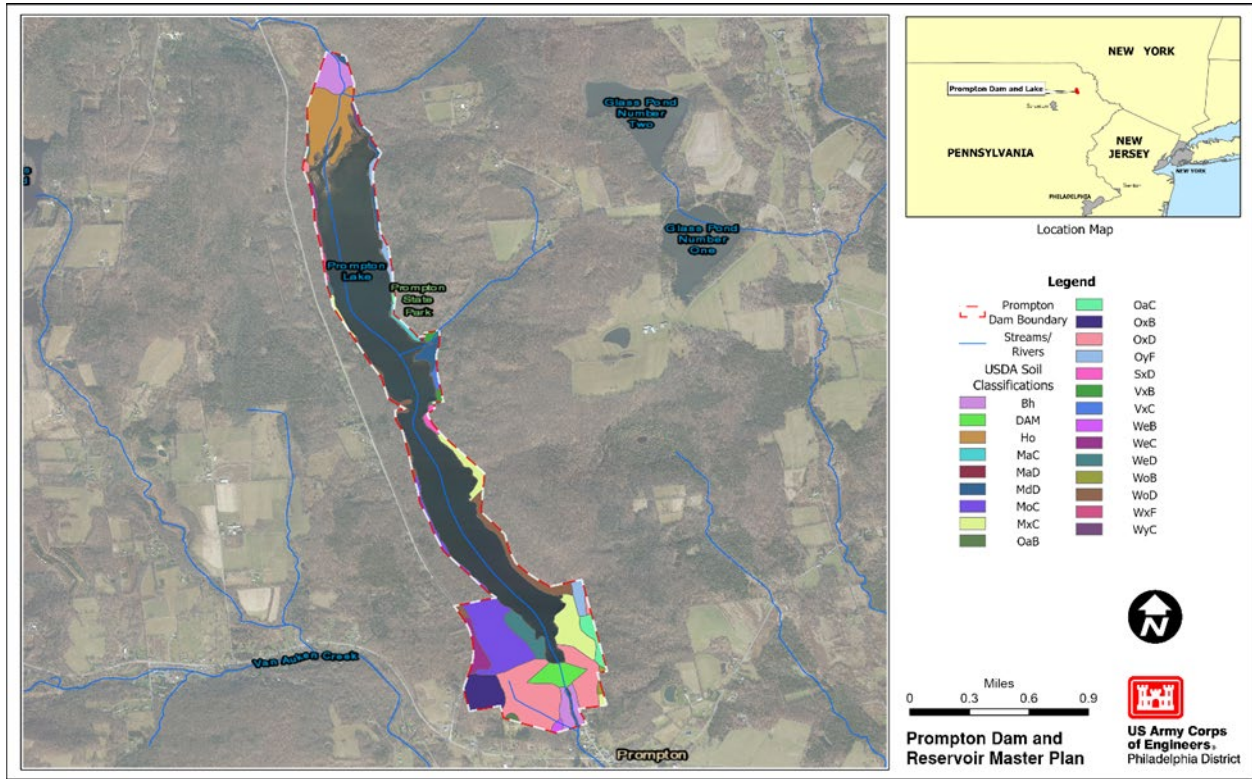 Glass Pond
Number
Two
Glass Pond
Number
One
Prompton
Lake
Prompton
State
Park
Van Auken Creek
Prompton
NEW YORK
Prompton Dam and Lake
PENNSYLVANIA
NEW
JERSEY
NEW YORK
PHILADELPHIA
Location Map
Legend
Prompton
Dam Boundary
Streams/
Rivers
USDA Soil
Classifications
Bh
DAM
Ho
MaC
MaD
MdD
MoC
MxC
OaB
OaC
OxB
OxD
OyF
SxD
VxB
VxC
WeB
WeC
WeD
WoB
WoD
WxF
WyC
N
Miles
0 0.3 0.6 0.9
Prompton Dam and
Reservoir Master Plan
US Army Corps
of Engineers®
Philadelphia District